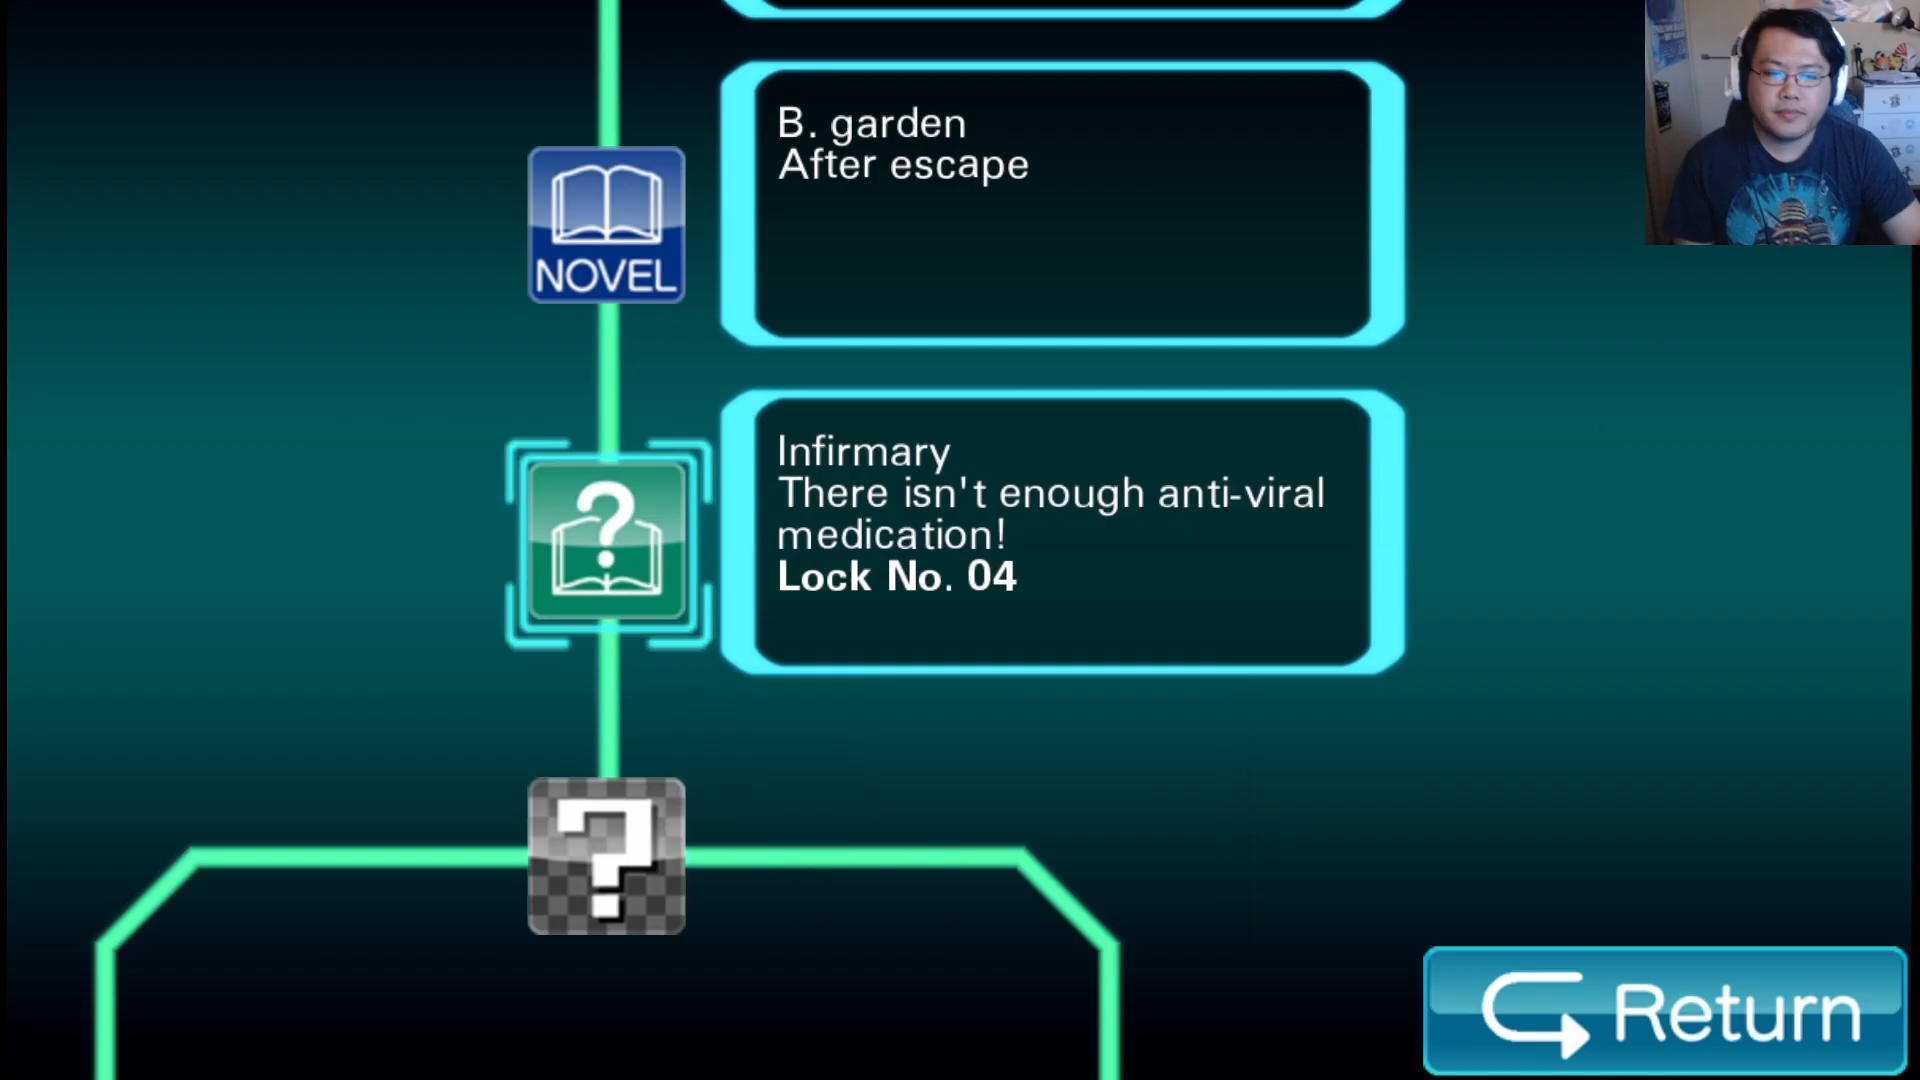 B. garden
After escape
NOVEL
Infirmary
There isn't enough anti-viral
medication!
Lock No. 04
?
?
Return